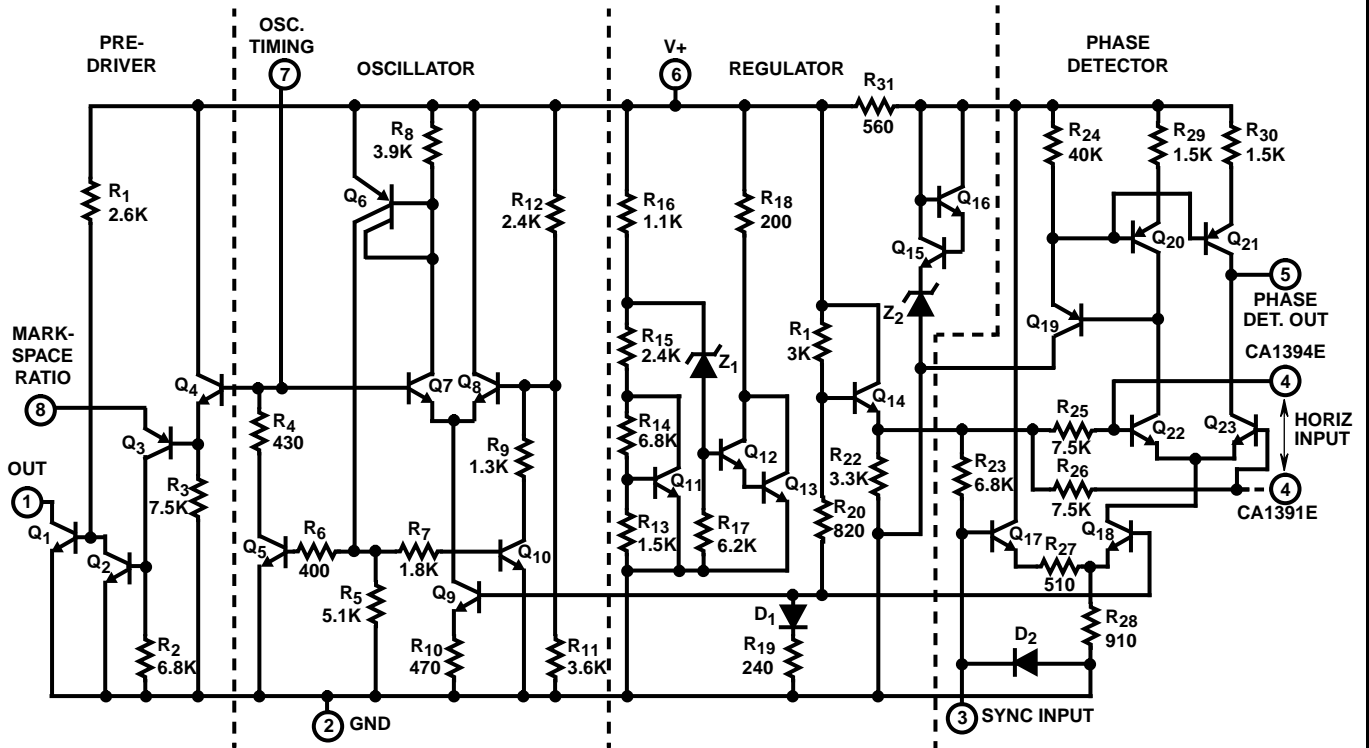 PRE-
DRIVER
OSC.
TIMING
7
OSCILLATOR
V+
6
REGULATOR
PHASE
DETECTOR
R1
2.6K
R8
3.9K
Q6
R12
2.4K
R16
1.1K
R18
200
R31
560
Q16
Q15
Z2
R24
40K
R29
1.5K
R30
1.5K
Q20
Q21
5
PHASE
DET. OUT
Q19
MARK-
SPACE
RATIO
8
Q4
Q7
Q8
R15
2.4K
Z1
R1
3K
Q14
CA1394E
4
HORIZ
INPUT
4
CA1391E
Q3
R4
430
R9
1.3K
R14
6.8K
Q11
Q12
Q13
R22
3.3K
R23
6.8K
R25
7.5K
R26
7.5K
Q22
Q23
OUT
1
R3
7.5K
Q1
Q2
Q5
R6
400
R7
1.8K
Q10
R13
1.5K
R17
6.2K
R20
820
Q17
R27
510
Q18
R5
5.1K
Q9
R2
6.8K
R10
470
R11
3.6K
D1
R19
240
D2
R28
910
2
GND
3
SYNC INPUT